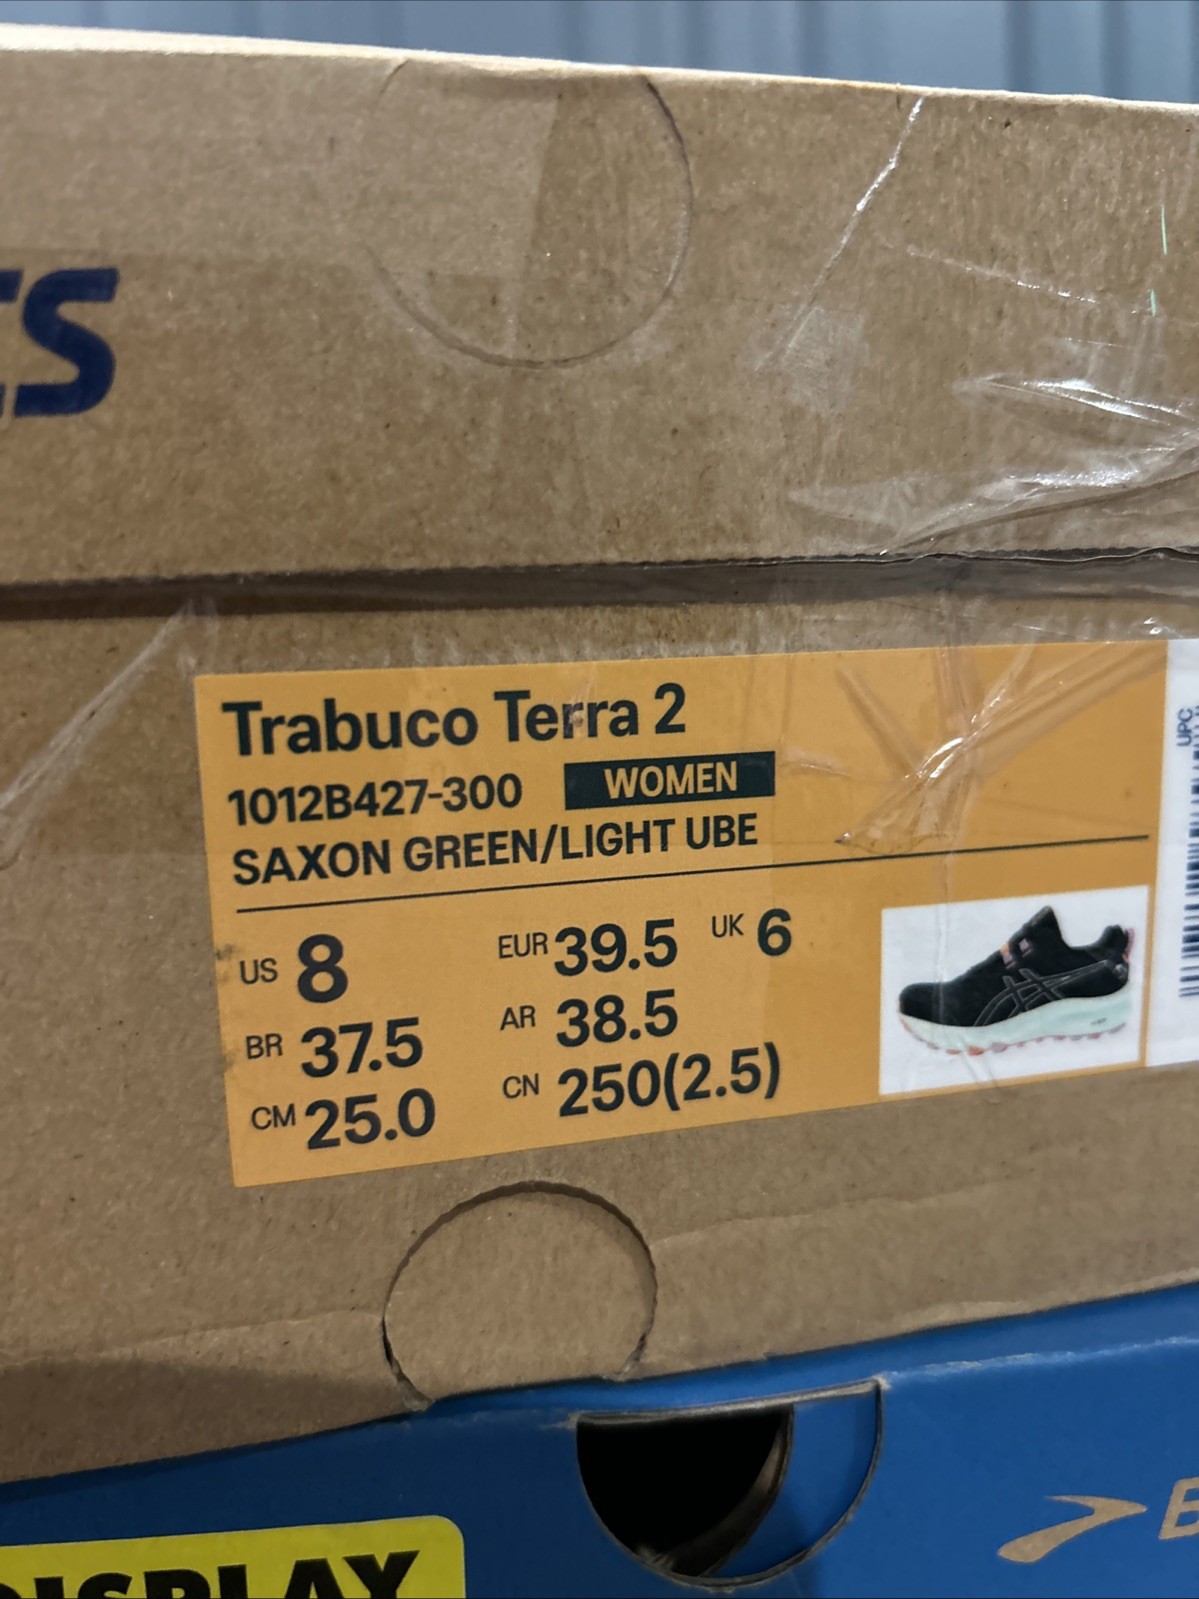 Trabuco Terra 2
1012B427-300 WOMEN
SAXON GREEN/LIGHT UBE
US 8 EUR 39.5 UK 6
BR 37.5 AR 38.5
CM 25.0 CN 250(2.5)
UPC